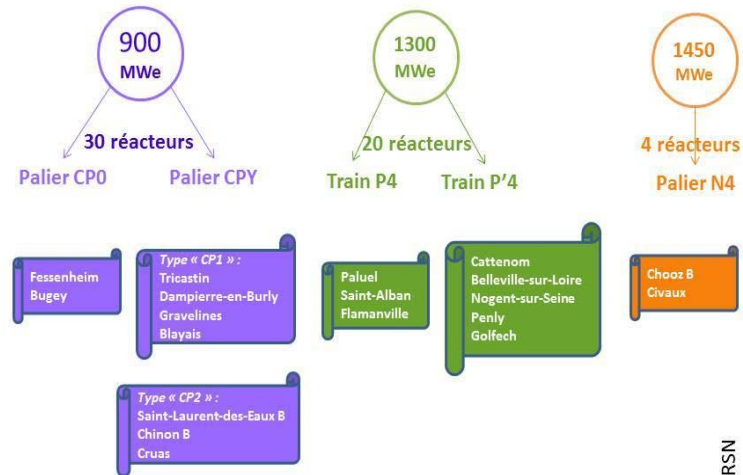 900
MWe
1300
MWe
1450
MWe
30 réacteurs
20 réacteurs
4 réacteurs
Palier CP0
Palier CPY
Train P4
Train P’4
Palier N4
Fessenheim
Bugey
Type « CP1 » :
Tricastin
Dampierre-en-Burly
Gravelines
Blayais
Paluel
Saint-Alban
Flamanville
Cattenom
Belleville-sur-Loire
Nogent-sur-Seine
Penly
Golfech
Chooz B
Civaux
Type « CP2 » :
Saint-Laurent-des-Eaux B
Chinon B
Cruas
RSN